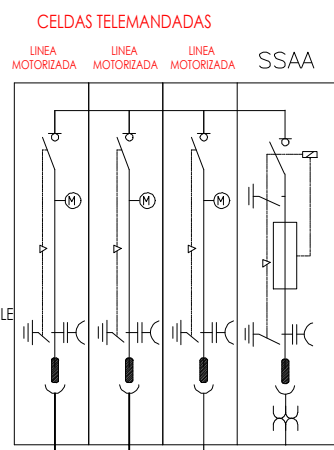 CELDAS TELEMANDADAS
LINEA
MOTORIZADA
LINEA
MOTORIZADA
LINEA
MOTORIZADA
SSAA
M
M
M
LE